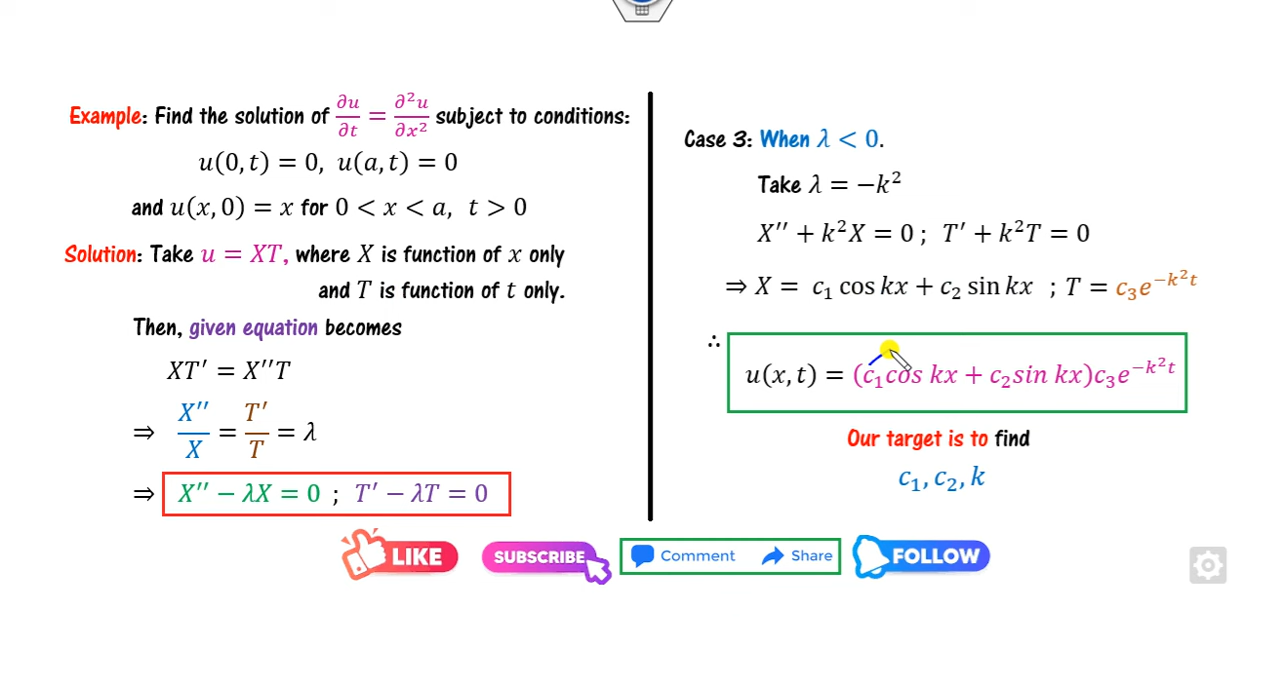 Example: Find the solution of ∂u/∂t = ∂²u/∂x² subject to conditions:
u(0, t) = 0, u(a, t) = 0
and u(x, 0) = x for 0 < x < a, t > 0
Solution: Take u = XT, where X is function of x only
and T is function of t only.
Then, given equation becomes
XT′ = X′′T
⇒ X′′/X = T′/T = λ
⇒ X′′ − λX = 0 ; T′ − λT = 0
Case 3: When λ < 0.
Take λ = −k²
X′′ + k²X = 0 ; T′ + k²T = 0
⇒ X = c₁ cos kx + c₂ sin kx ; T = c₃e^{−k²t}
∴ u(x, t) = (c₁cos kx + c₂sin kx)c₃e^{−k²t}
Our target is to find
c₁, c₂, k
LIKE SUBSCRIBE Comment Share FOLLOW